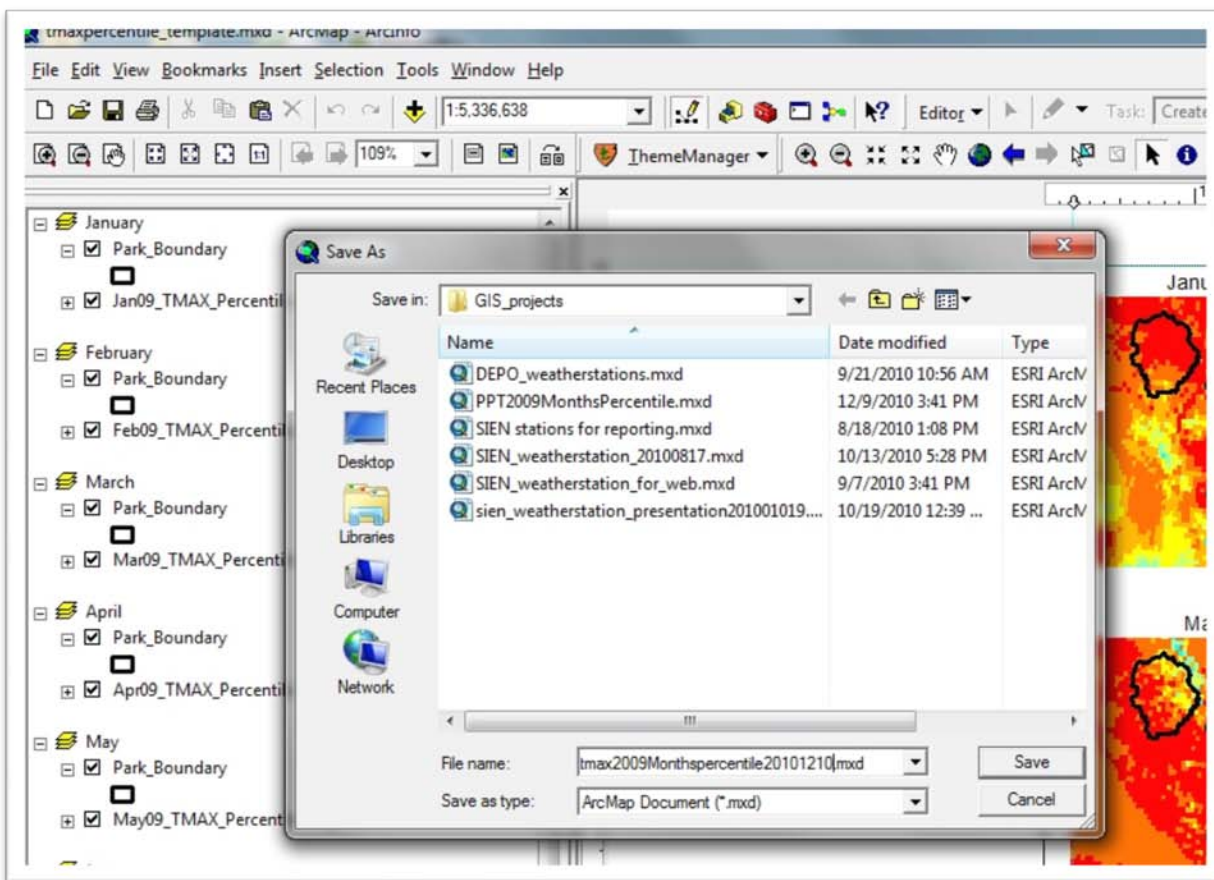 tmaxpercentile_template.mxd - ArcMap - ArcInfo
File Edit View Bookmarks Insert Selection Tools Window Help
1:5,336,638
Editor
Task: Create
1:1
109%
ThemeManager
January
Park_Boundary
Jan09_TMAX_Percentil
February
Park_Boundary
Feb09_TMAX_Percentil
March
Park_Boundary
Mar09_TMAX_Percenti
April
Park_Boundary
Apr09_TMAX_Percentil
May
Park_Boundary
May09_TMAX_Percent
Save As
Save in: GIS_projects
Recent Places
Desktop
Libraries
Computer
Network
Name Date modified Type
DEPO_weatherstations.mxd 9/21/2010 10:56 AM ESRI ArcM
PPT2009MonthsPercentile.mxd 12/9/2010 3:41 PM ESRI ArcM
SIEN stations for reporting.mxd 8/18/2010 1:08 PM ESRI ArcM
SIEN_weatherstation_20100817.mxd 10/13/2010 5:28 PM ESRI ArcM
SIEN_weatherstation_for_web.mxd 9/7/2010 3:41 PM ESRI ArcM
sien_weatherstation_presentation201001019.... 10/19/2010 12:39 ... ESRI ArcM
File name: tmax2009Monthspercentile20101210.mxd
Save
Save as type: ArcMap Document (*.mxd)
Cancel
1
Janu
Ma